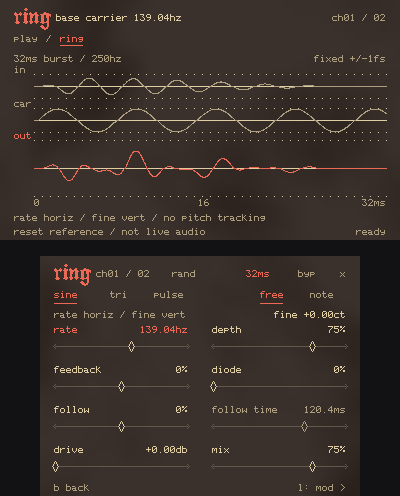 ring base carrier 139.04hz ch01 / 02
play / ring
32ms burst / 250hz fixed +/-1fs
in
car
out
0 16 32ms
rate horiz / fine vert / no pitch tracking
reset reference / not live audio ready
ring ch01 / 02 rand 32ms byp x
sine tri pulse free note
rate horiz / fine vert fine +0.00ct
rate 139.04hz depth 75%
feedback 0% diode 0%
follow 0% follow time 120.4ms
drive +0.00db mix 75%
b back 1: mod >